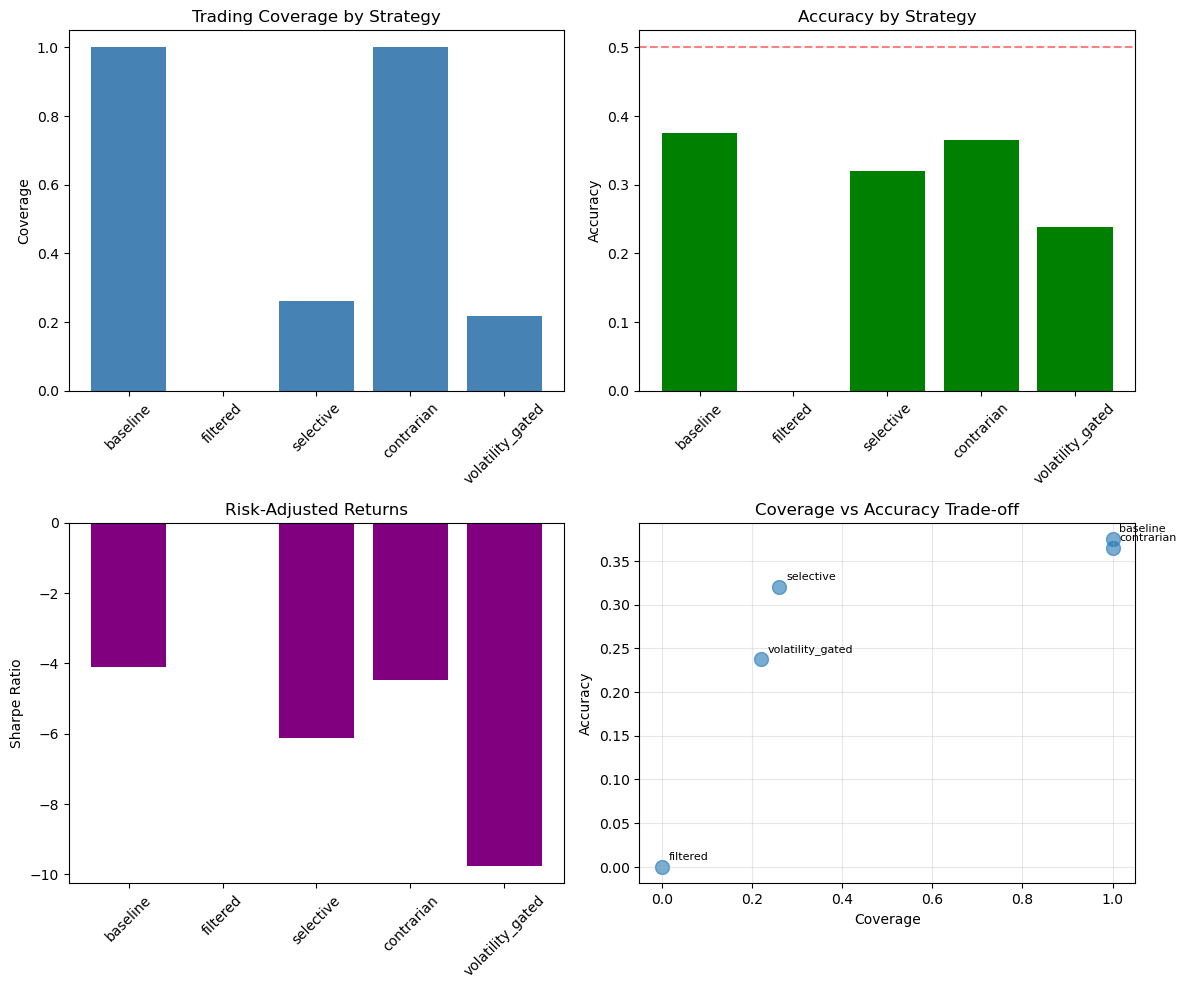 Trading Coverage by Strategy
Coverage
1.0
0.8
0.6
0.4
0.2
0.0
baseline
filtered
selective
contrarian
volatility_gated
Accuracy by Strategy
Accuracy
0.5
0.4
0.3
0.2
0.1
0.0
baseline
filtered
selective
contrarian
volatility_gated
Risk-Adjusted Returns
Sharpe Ratio
0
−2
−4
−6
−8
−10
baseline
filtered
selective
contrarian
volatility_gated
Coverage vs Accuracy Trade-off
Accuracy
0.35
0.30
0.25
0.20
0.15
0.10
0.05
0.00
baseline
contrarian
selective
volatility_gated
filtered
0.0
0.2
0.4
0.6
0.8
1.0
Coverage